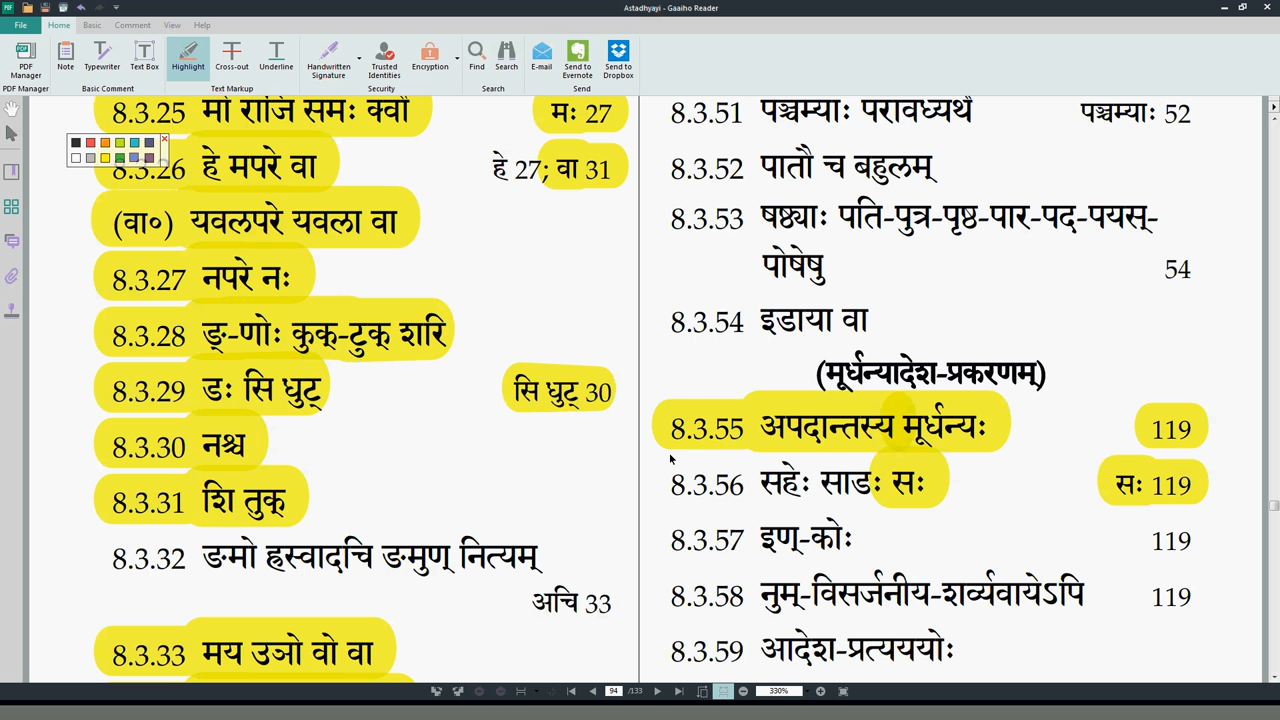 Astadhyayi - Gaaiho Reader
File Home Basic Comment View Help
PDF Manager Note Typewriter Text Box Highlight Cross-out Underline Handwritten Signature Trusted Identities Encryption Find Search E-mail Send to Evernote Send to Dropbox
PDF Manager Basic Comment Text Markup Security Search Send
8.3.25 मो राजि समः क्वौ मः 27
8.3.26 हे मपरे वा हे 27; वा 31
(वा०) यवलपरे यवला वा
8.3.27 नपरे नः
8.3.28 ङ्-णोः कुक्-टुक् शरि
8.3.29 डः सि धुट् सि धुट् 30
8.3.30 नश्च
8.3.31 शि तुक्
8.3.32 ङमो ह्रस्वादचि ङमुण् नित्यम्
अचि 33
8.3.33 मय उञो वो वा
8.3.51 पञ्चम्याः परावध्यर्थे पञ्चम्याः 52
8.3.52 पातौ च बहुलम्
8.3.53 षष्ठ्याः पति-पुत्र-पृष्ठ-पार-पद-पयस्-
पोषेषु 54
8.3.54 इडाया वा
(मूर्धन्यादेश-प्रकरणम्)
8.3.55 अपदान्तस्य मूर्धन्यः 119
8.3.56 सहेः साडः सः सः 119
8.3.57 इण्-कोः 119
8.3.58 नुम्-विसर्जनीय-शर्व्यवायेऽपि 119
8.3.59 आदेश-प्रत्यययोः
94 /133 330%